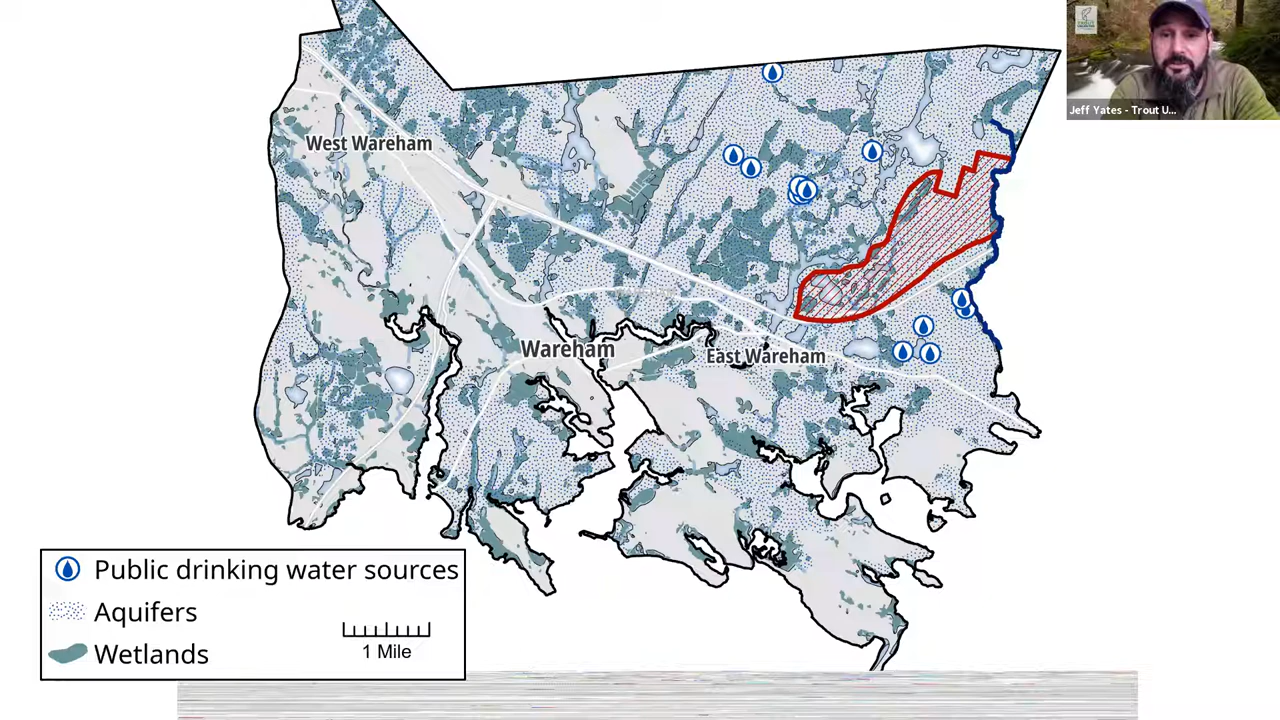 Jeff Yates - Trout U...
West Wareham
Wareham
East Wareham
Public drinking water sources
Aquifers
Wetlands
1 Mile